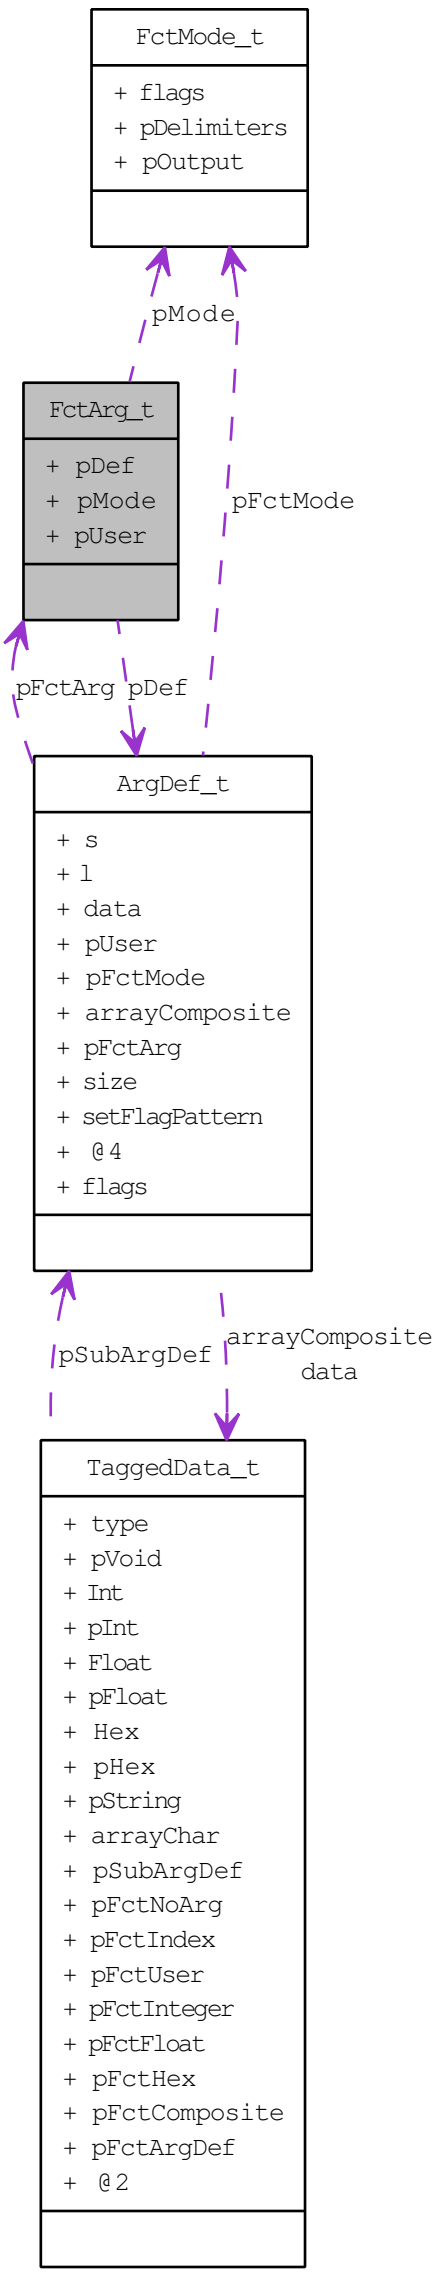 FctMode_t
+ flags
+ pDelimiters
+ pOutput
pMode
FctArg_t
+ pDef
+ pMode
+ pUser
pFctMode
pFctArg pDef
ArgDef_t
+ s
+ l
+ data
+ pUser
+ pFctMode
+ arrayComposite
+ pFctArg
+ size
+ setFlagPattern
+ @4
+ flags
pSubArgDef
arrayComposite
data
TaggedData_t
+ type
+ pVoid
+ Int
+ pInt
+ Float
+ pFloat
+ Hex
+ pHex
+ pString
+ arrayChar
+ pSubArgDef
+ pFctNoArg
+ pFctIndex
+ pFctUser
+ pFctInteger
+ pFctFloat
+ pFctHex
+ pFctComposite
+ pFctArgDef
+ @2